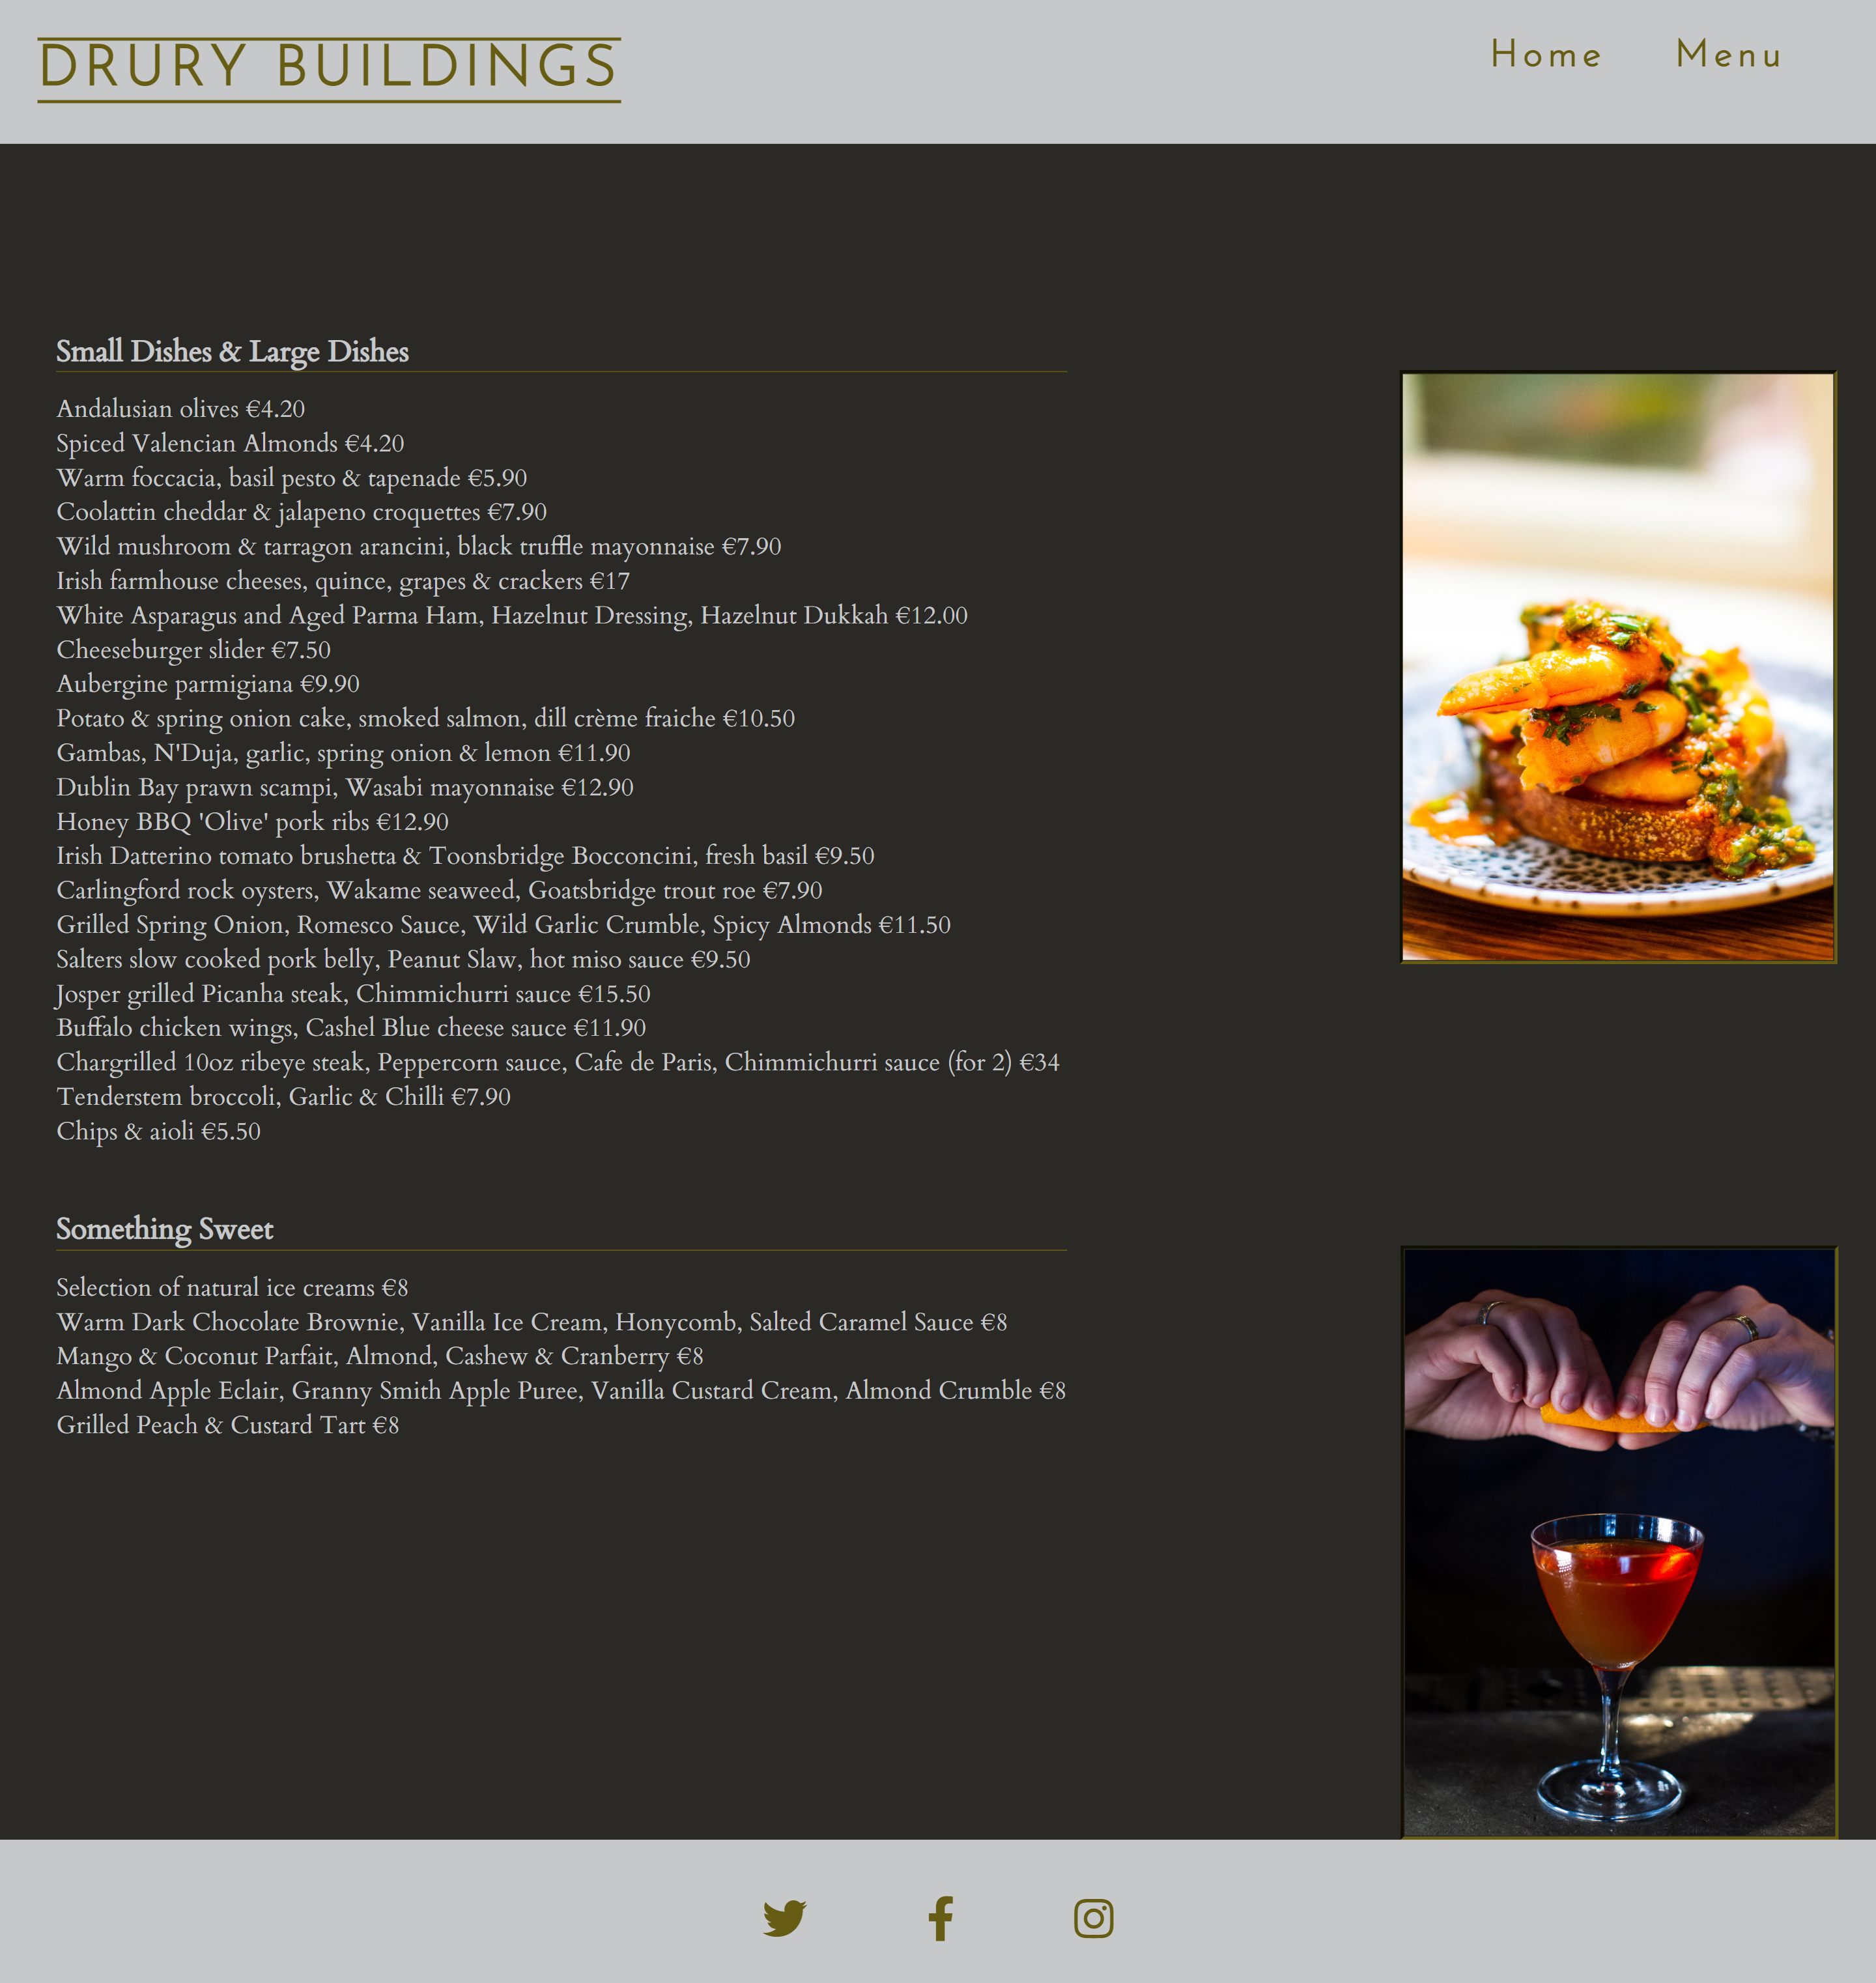 DRURY BUILDINGS
Home
Menu
Small Dishes & Large Dishes
Andalusian olives €4.20
Spiced Valencian Almonds €4.20
Warm foccacia, basil pesto & tapenade €5.90
Coolattin cheddar & jalapeno croquettes €7.90
Wild mushroom & tarragon arancini, black truffle mayonnaise €7.90
Irish farmhouse cheeses, quince, grapes & crackers €17
White Asparagus and Aged Parma Ham, Hazelnut Dressing, Hazelnut Dukkah €12.00
Cheeseburger slider €7.50
Aubergine parmigiana €9.90
Potato & spring onion cake, smoked salmon, dill crème fraiche €10.50
Gambas, N'Duja, garlic, spring onion & lemon €11.90
Dublin Bay prawn scampi, Wasabi mayonnaise €12.90
Honey BBQ 'Olive' pork ribs €12.90
Irish Datterino tomato brushetta & Toonsbridge Bocconcini, fresh basil €9.50
Carlingford rock oysters, Wakame seaweed, Goatsbridge trout roe €7.90
Grilled Spring Onion, Romesco Sauce, Wild Garlic Crumble, Spicy Almonds €11.50
Salters slow cooked pork belly, Peanut Slaw, hot miso sauce €9.50
Josper grilled Picanha steak, Chimmichurri sauce €15.50
Buffalo chicken wings, Cashel Blue cheese sauce €11.90
Chargrilled 10oz ribeye steak, Peppercorn sauce, Cafe de Paris, Chimmichurri sauce (for 2) €34
Tenderstem broccoli, Garlic & Chilli €7.90
Chips & aioli €5.50
Something Sweet
Selection of natural ice creams €8
Warm Dark Chocolate Brownie, Vanilla Ice Cream, Honycomb, Salted Caramel Sauce €8
Mango & Coconut Parfait, Almond, Cashew & Cranberry €8
Almond Apple Eclair, Granny Smith Apple Puree, Vanilla Custard Cream, Almond Crumble €8
Grilled Peach & Custard Tart €8